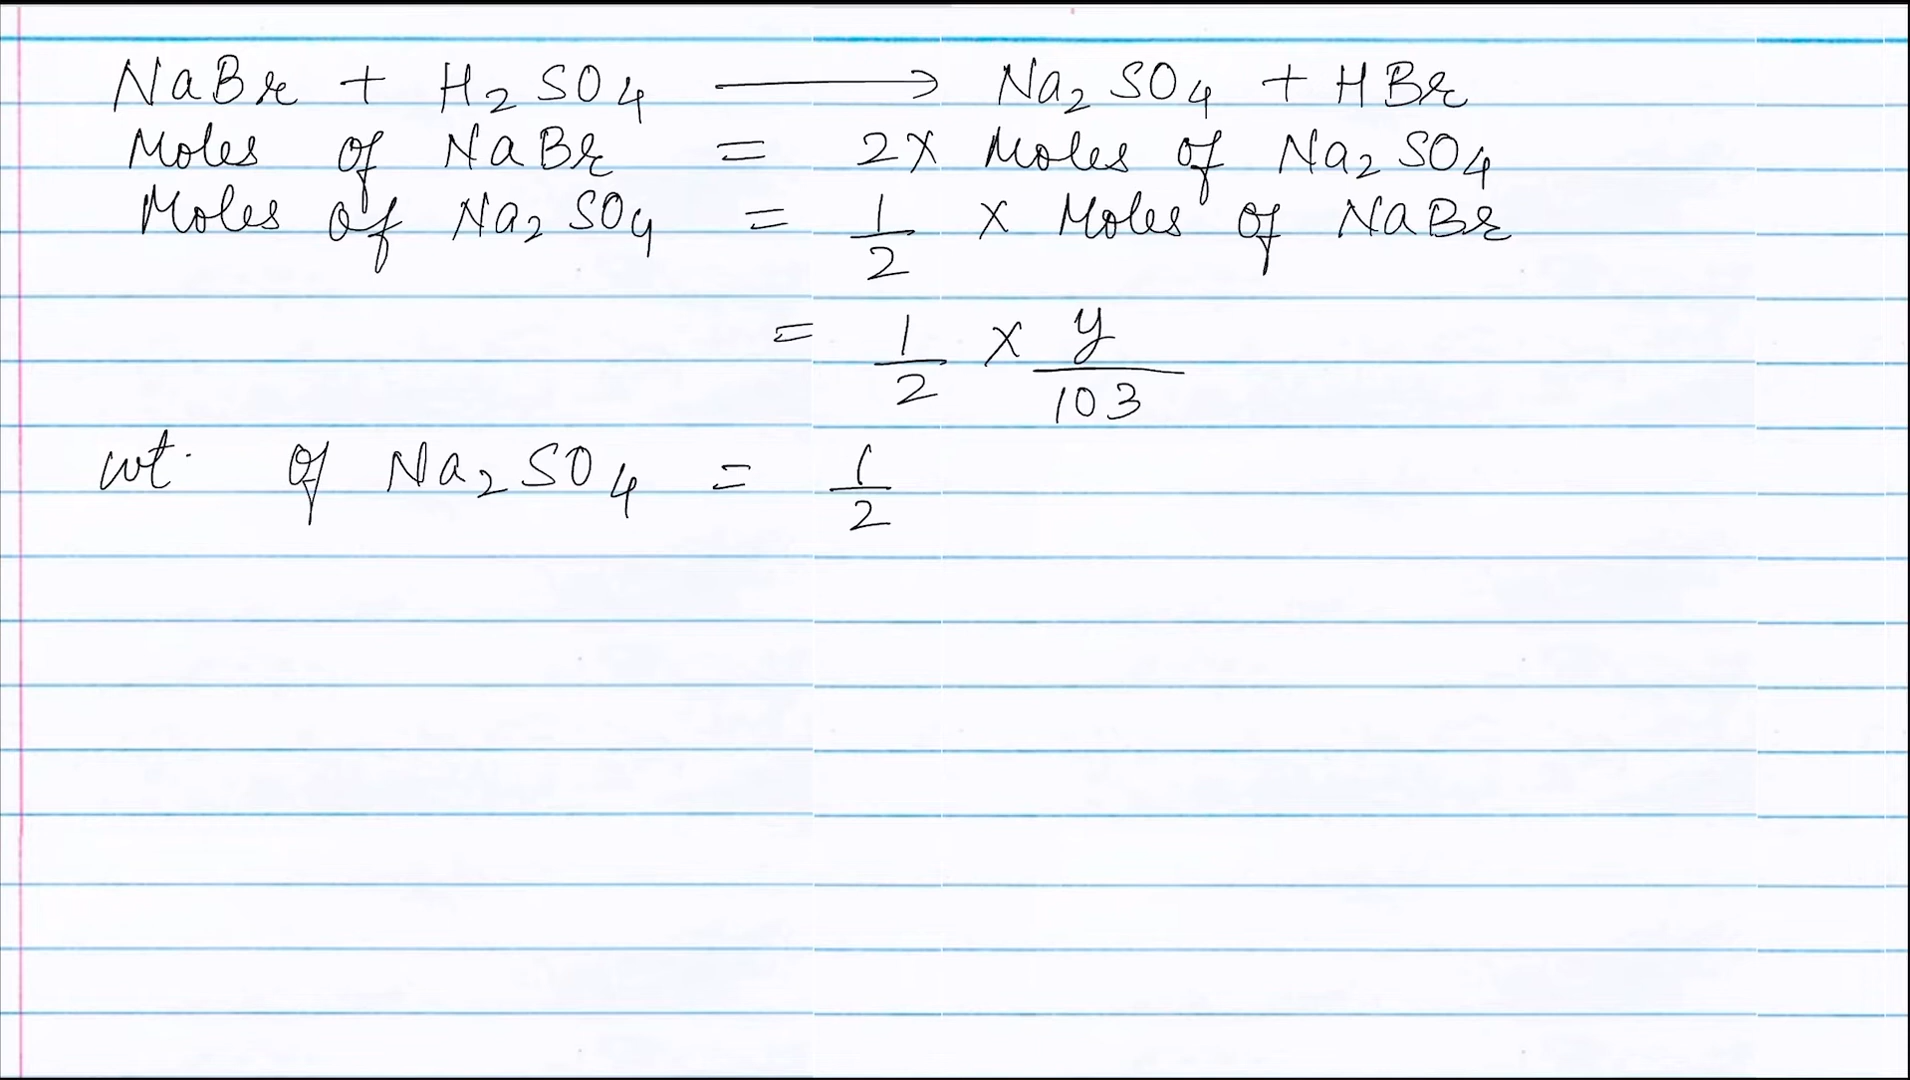 NaBr + H2SO4 ⟶ Na2SO4 + HBr
Moles of NaBr = 2 x Moles of Na2SO4
Moles of Na2SO4 = 1/2 x Moles of NaBr
= 1/2 x y/103
wt. of Na2SO4 = 1/2